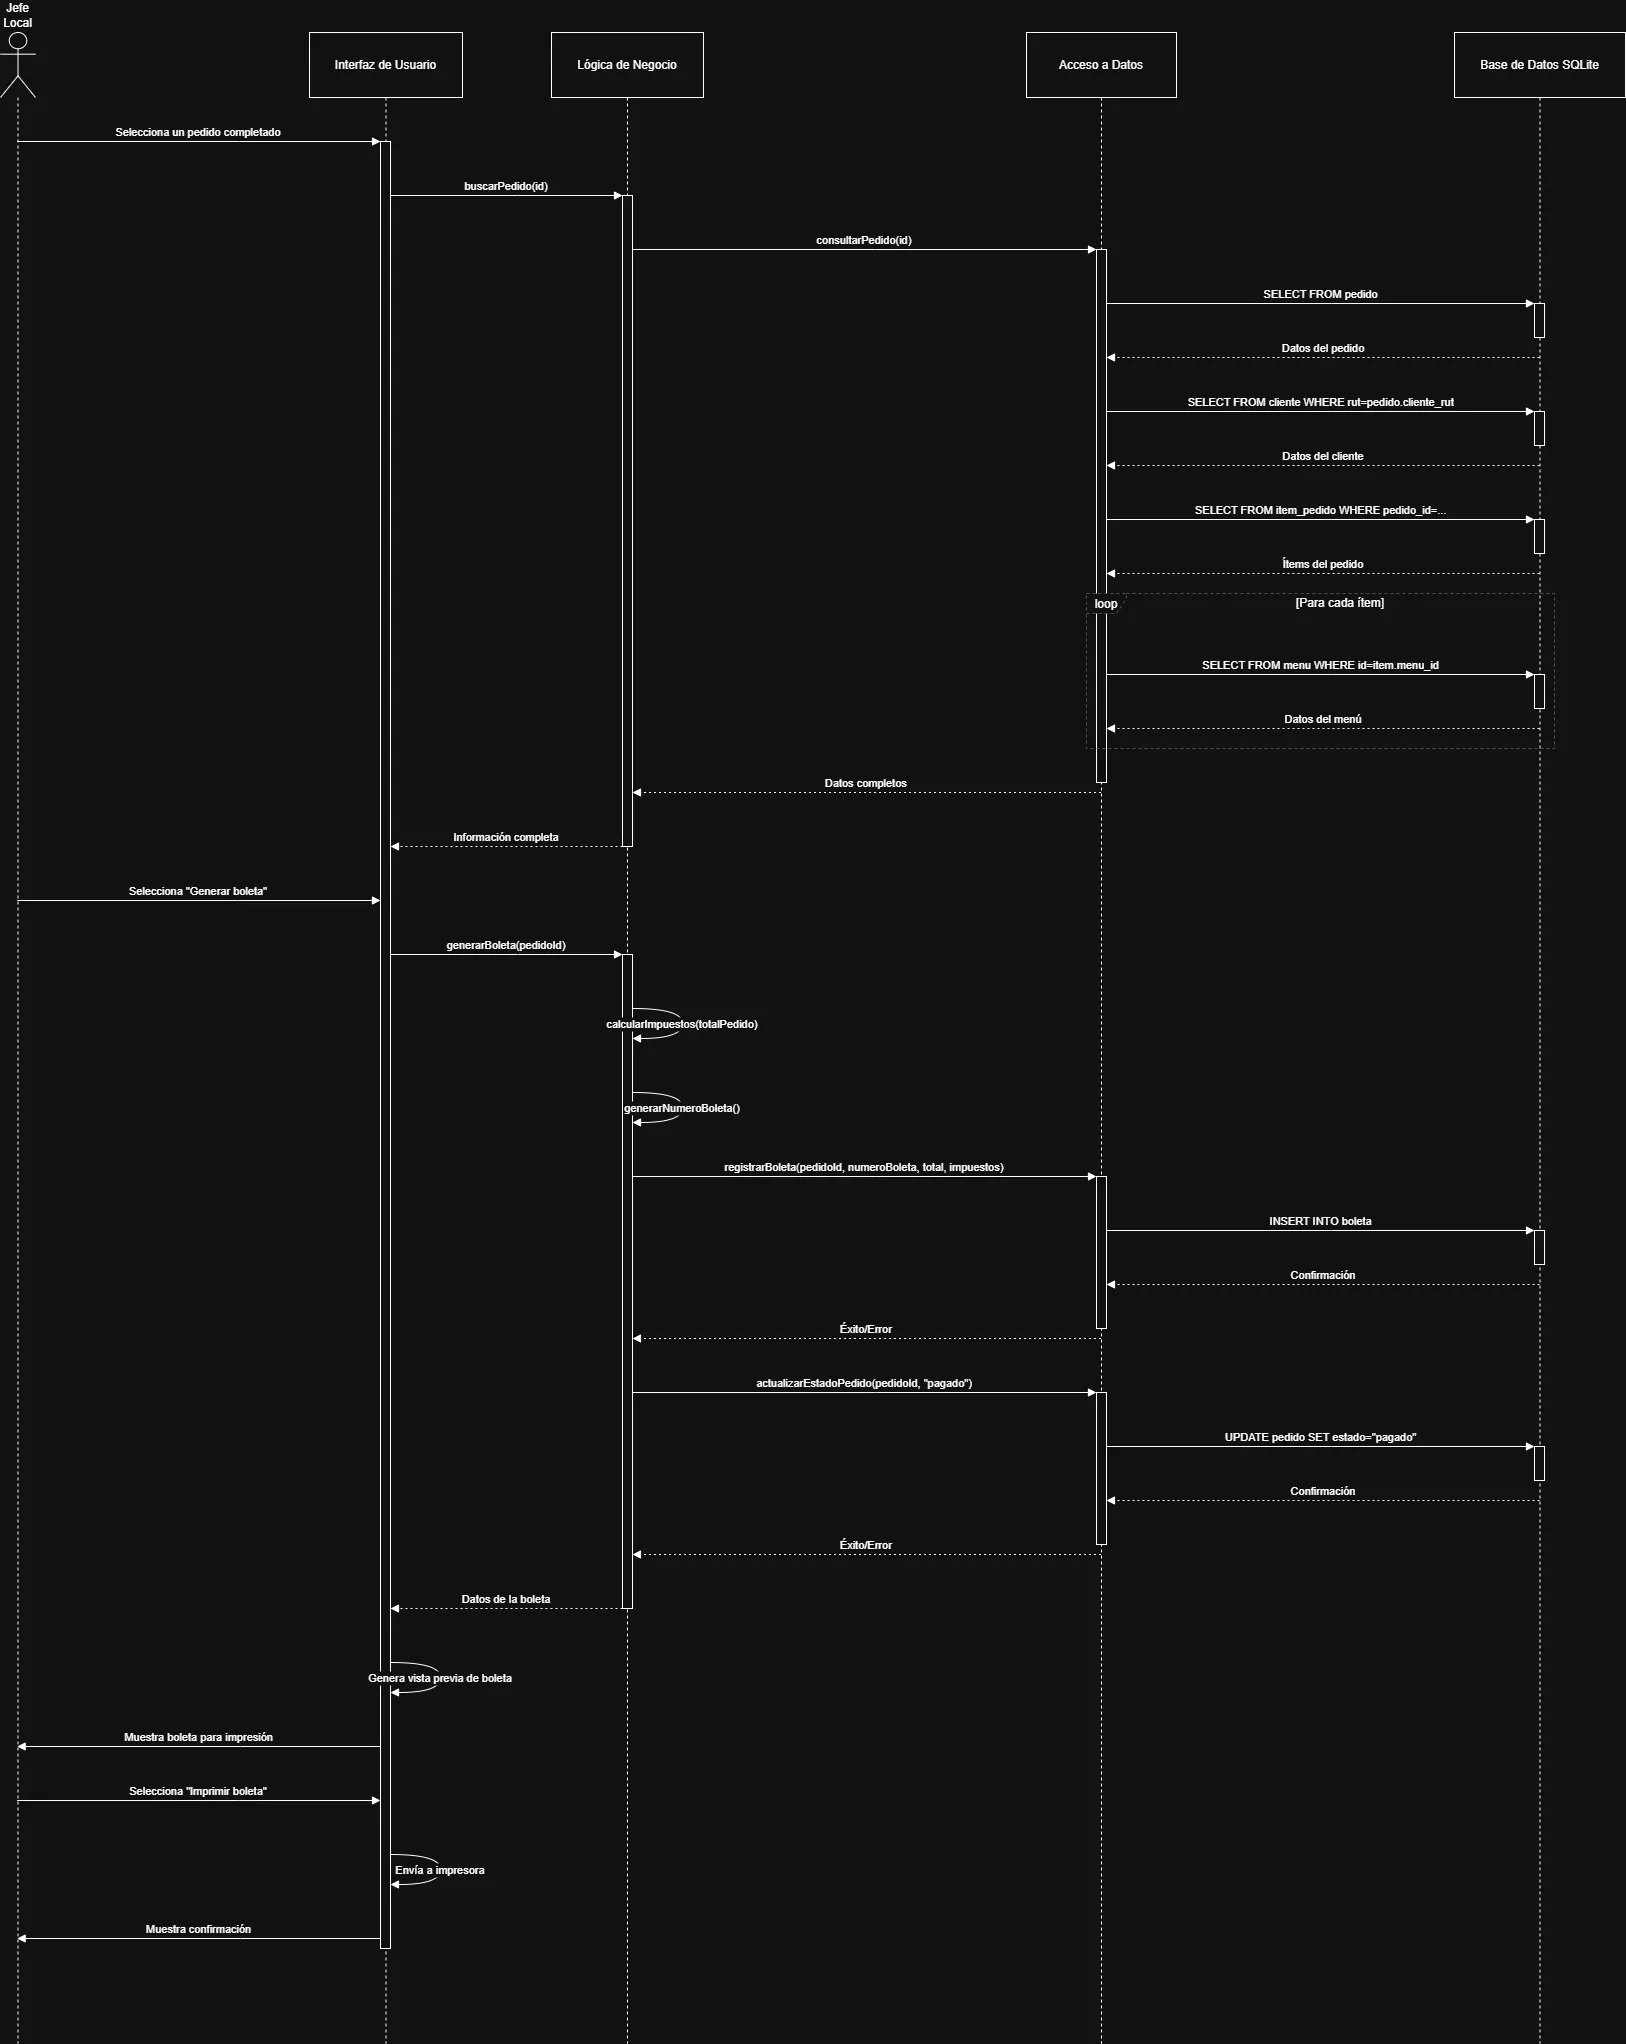 Jefe
Local
Interfaz de Usuario
Lógica de Negocio
Acceso a Datos
Base de Datos SQLite
Selecciona un pedido completado
buscarPedido(id)
consultarPedido(id)
SELECT FROM pedido
Datos del pedido
SELECT FROM cliente WHERE rut=pedido.cliente_rut
Datos del cliente
SELECT FROM item_pedido WHERE pedido_id=...
Ítems del pedido
loop
[Para cada ítem]
SELECT FROM menu WHERE id=item.menu_id
Datos del menú
Datos completos
Información completa
Selecciona "Generar boleta"
generarBoleta(pedidoId)
calcularImpuestos(totalPedido)
generarNumeroBoleta()
registrarBoleta(pedidoId, numeroBoleta, total, impuestos)
INSERT INTO boleta
Confirmación
Éxito/Error
actualizarEstadoPedido(pedidoId, "pagado")
UPDATE pedido SET estado="pagado"
Confirmación
Éxito/Error
Datos de la boleta
Genera vista previa de boleta
Muestra boleta para impresión
Selecciona "Imprimir boleta"
Envía a impresora
Muestra confirmación